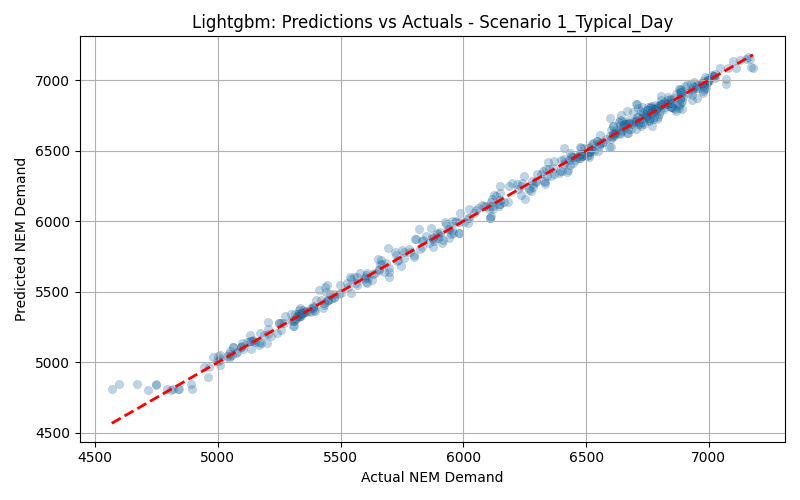 Lightgbm: Predictions vs Actuals - Scenario 1_Typical_Day
Predicted NEM Demand
7000
6500
6000
5500
5000
4500
4500 5000 5500 6000 6500 7000
Actual NEM Demand